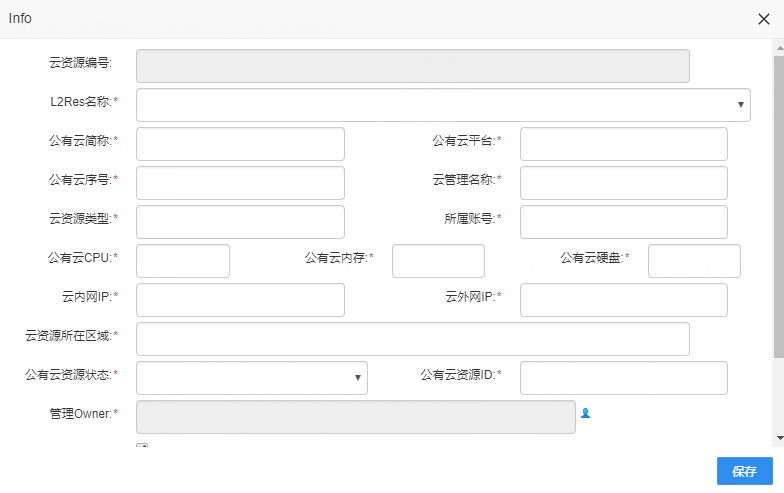 Info
云资源编号:
L2Res名称:*
公有云简称:* 公有云平台:*
公有云序号:* 云管理名称:*
云资源类型:* 所属账号:*
公有云CPU:* 公有云内存:* 公有云硬盘:*
云内网IP:* 云外网IP:*
云资源所在区域:*
公有云资源状态:* 公有云资源ID:*
管理Owner:*
保存